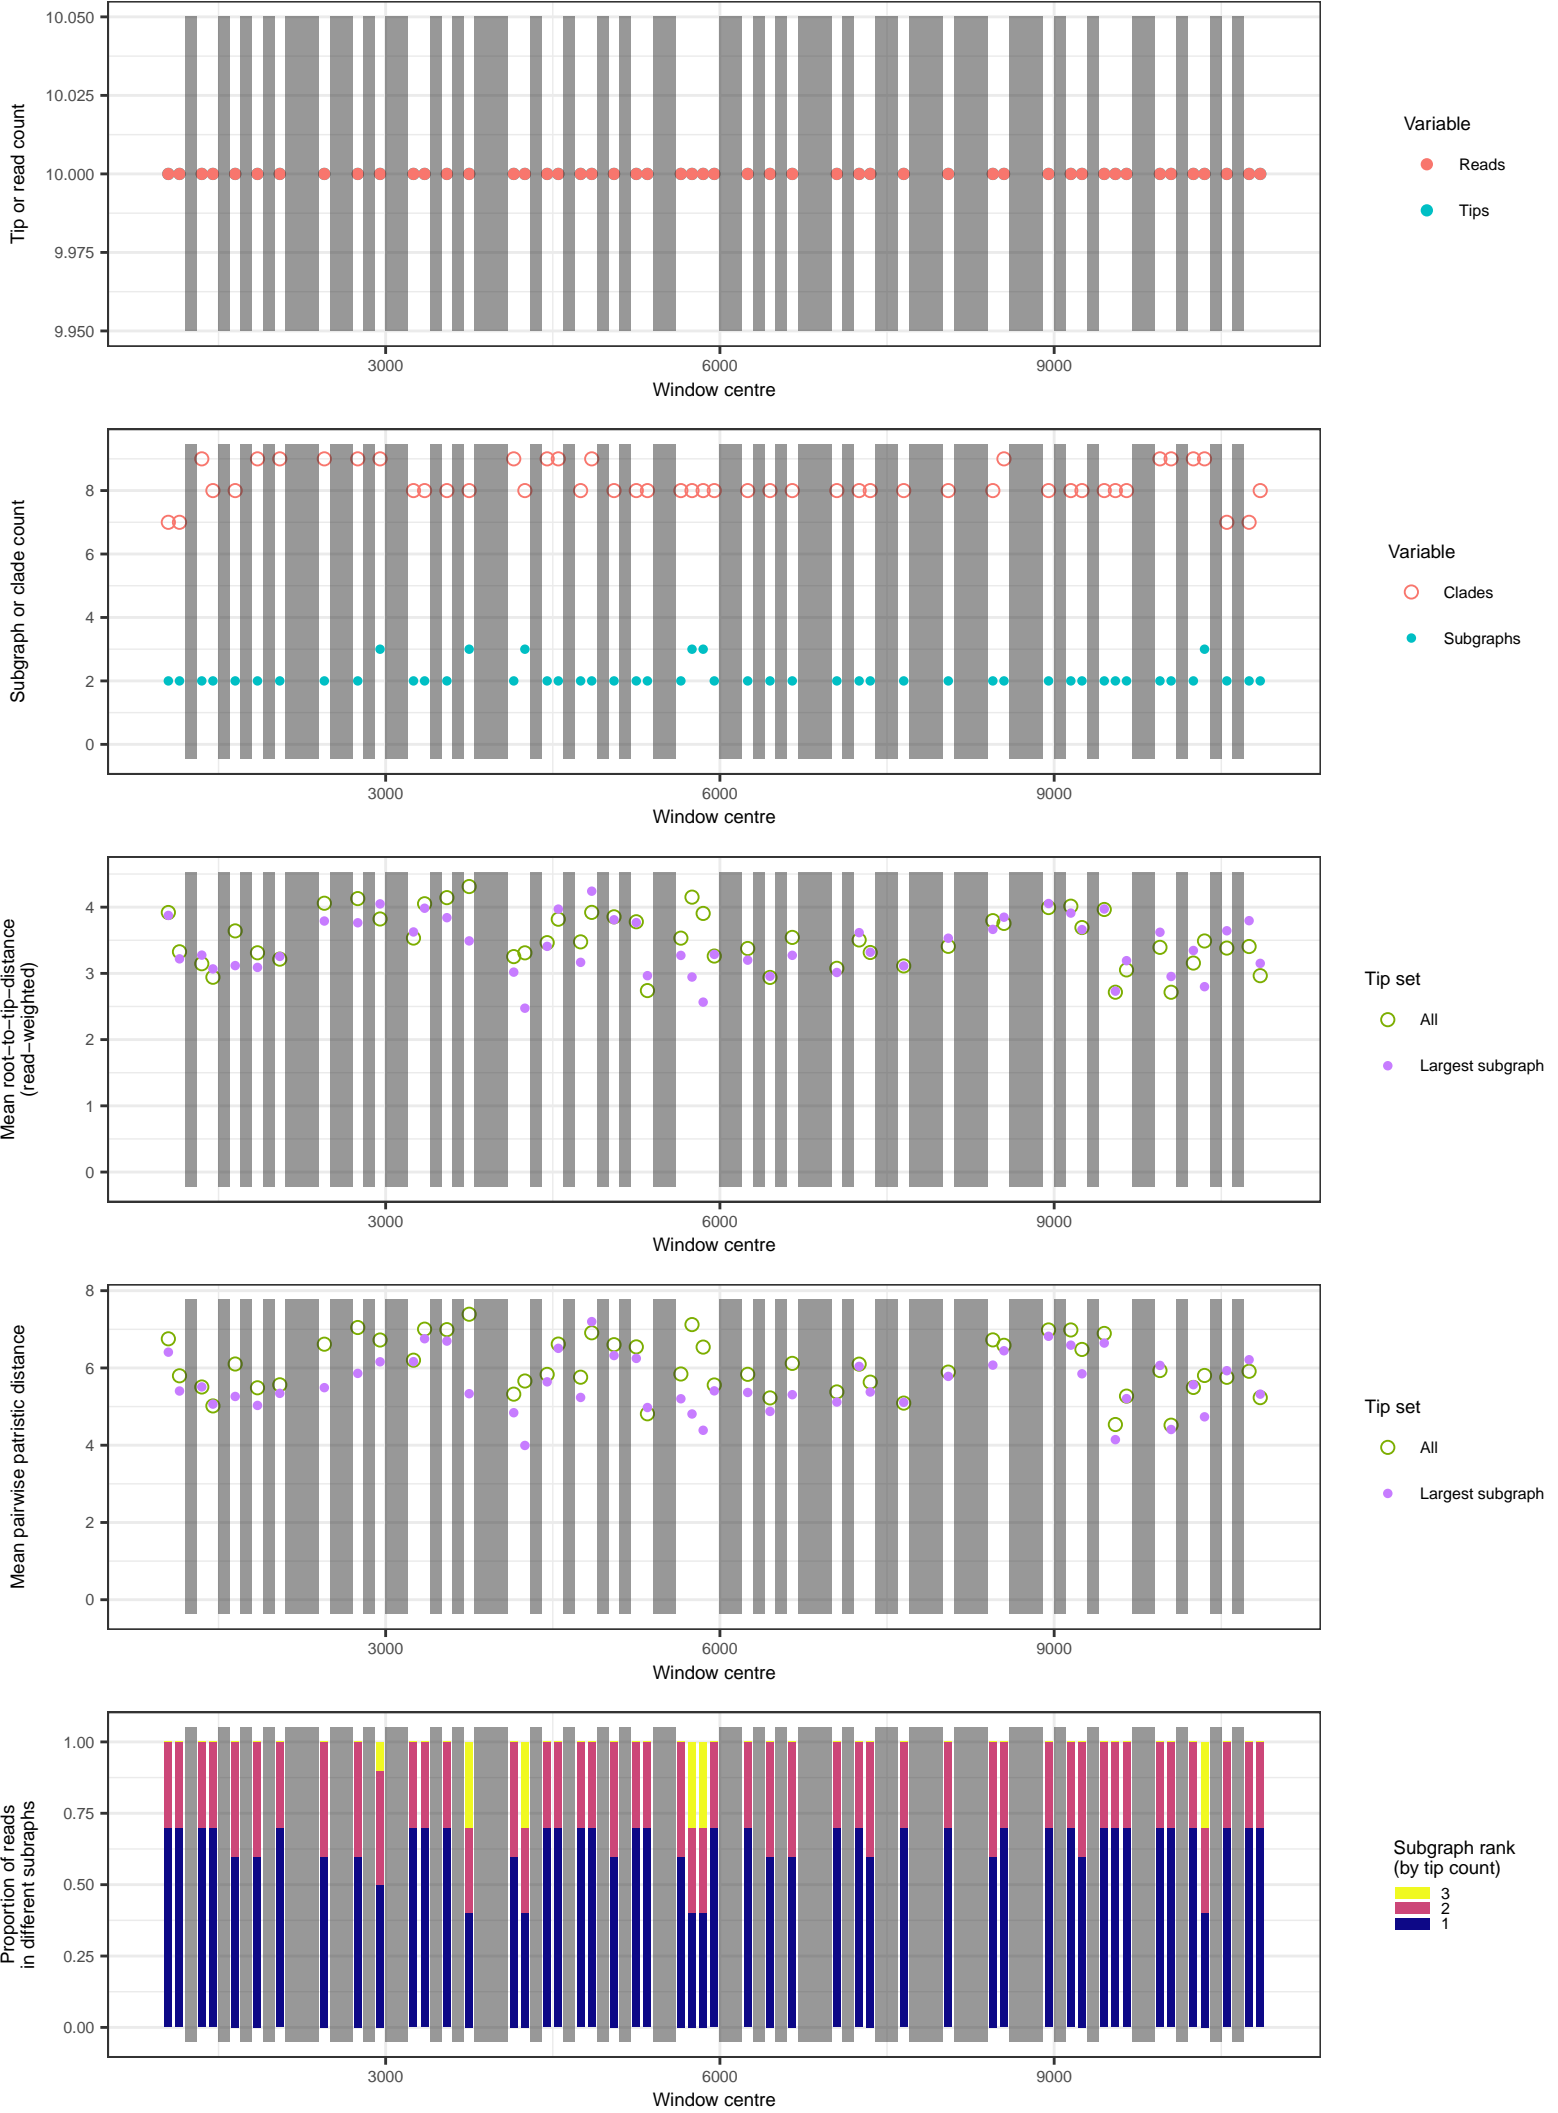 10.050
10.025
10.000
9.975
9.950
Tip or read count
3000
6000
9000
Window centre
Variable
Reads
Tips
8
6
4
2
0
Subgraph or clade count
3000
6000
9000
Window centre
Variable
Clades
Subgraphs
4
3
2
1
0
Mean root−to−tip−distance
(read−weighted)
3000
6000
9000
Window centre
Tip set
All
Largest subgraph
8
6
4
2
0
Mean pairwise patristic distance
3000
6000
9000
Window centre
Tip set
All
Largest subgraph
1.00
0.75
0.50
0.25
0.00
Proportion of reads
in different subraphs
3000
6000
9000
Window centre
Subgraph rank
(by tip count)
3
2
1